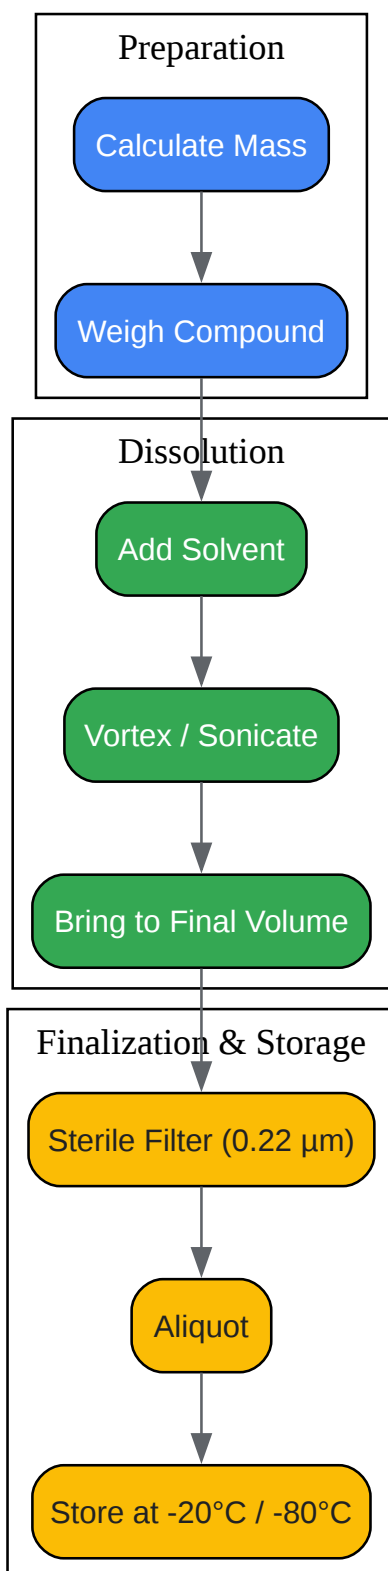 Preparation
Calculate Mass
Weigh Compound
Dissolution
Add Solvent
Vortex / Sonicate
Bring to Final Volume
Finalization & Storage
Sterile Filter (0.22 µm)
Aliquot
Store at -20°C / -80°C